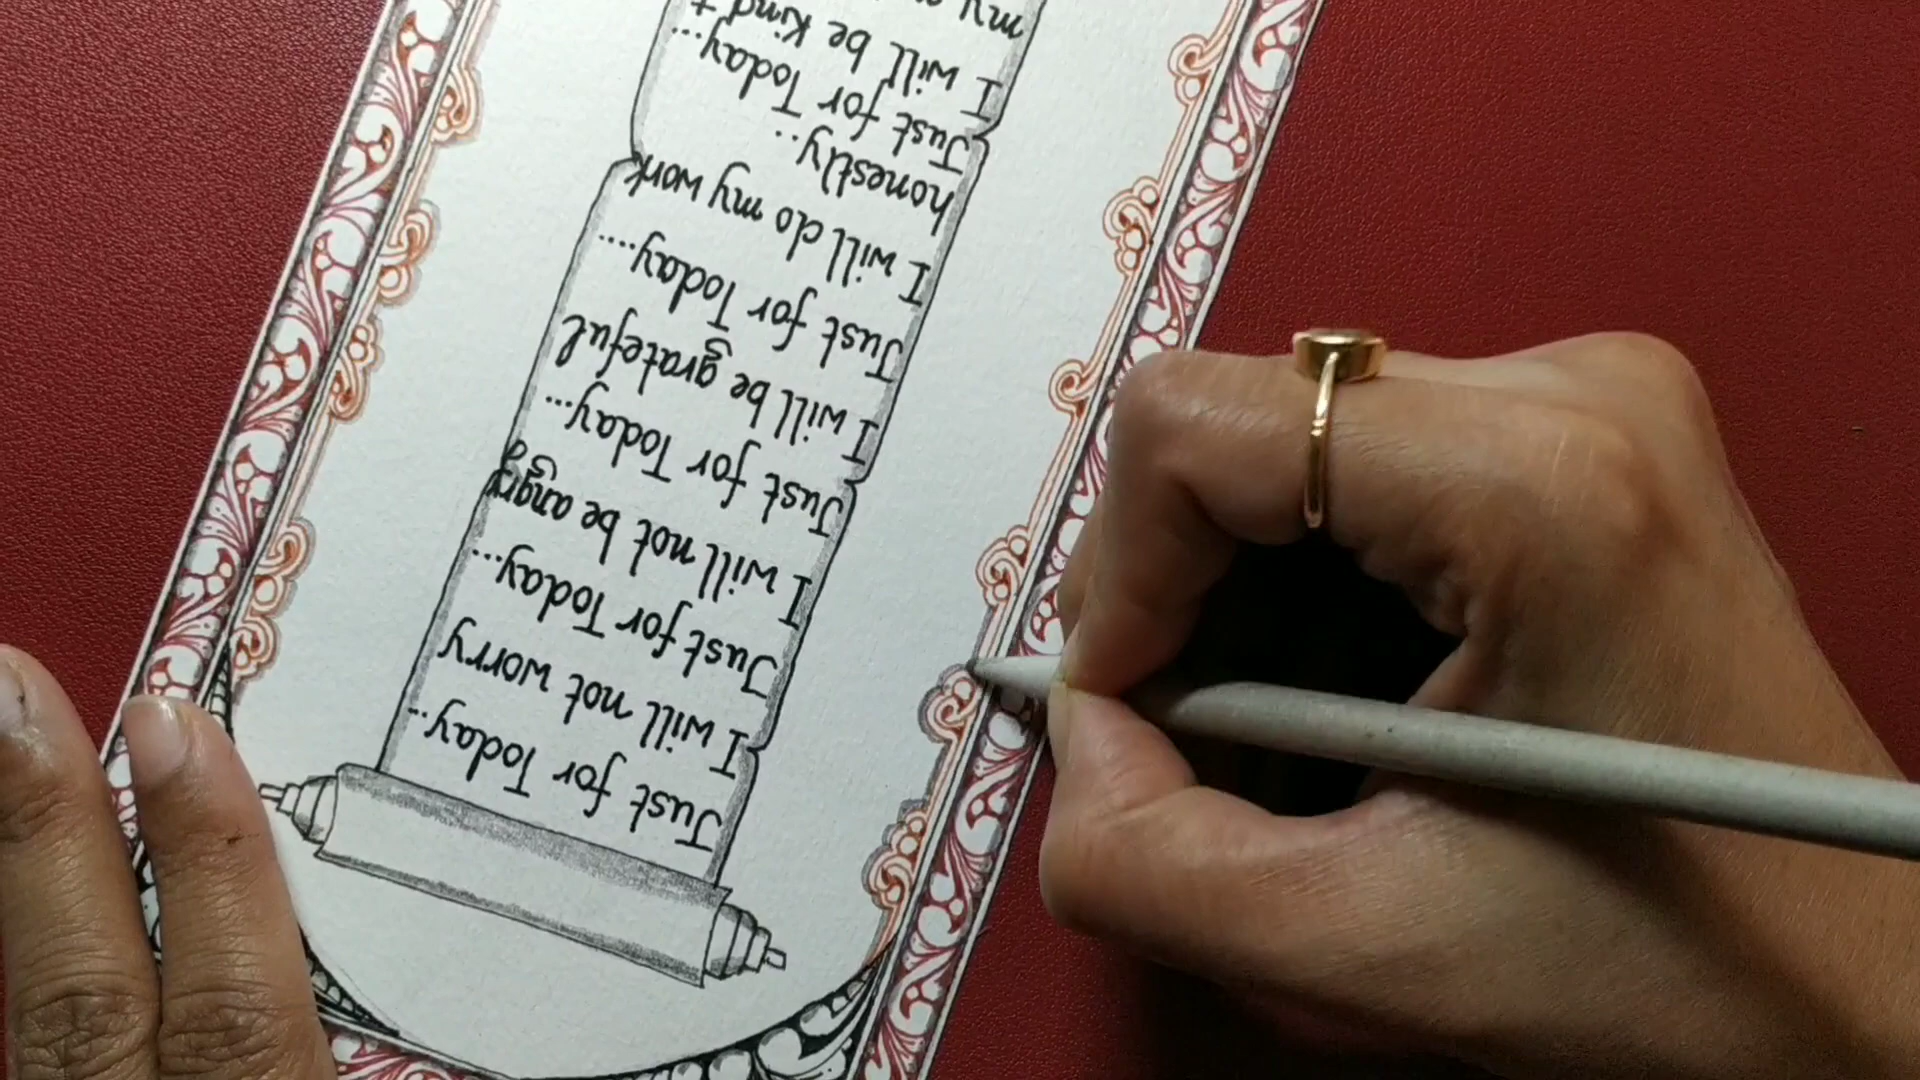 Just for Today...
I will not worry
Just for Today...
I will not be angry
Just for Today...
I will be grateful
Just for Today....
I will do my work
honestly..
Just for Today...
I will be kind
my